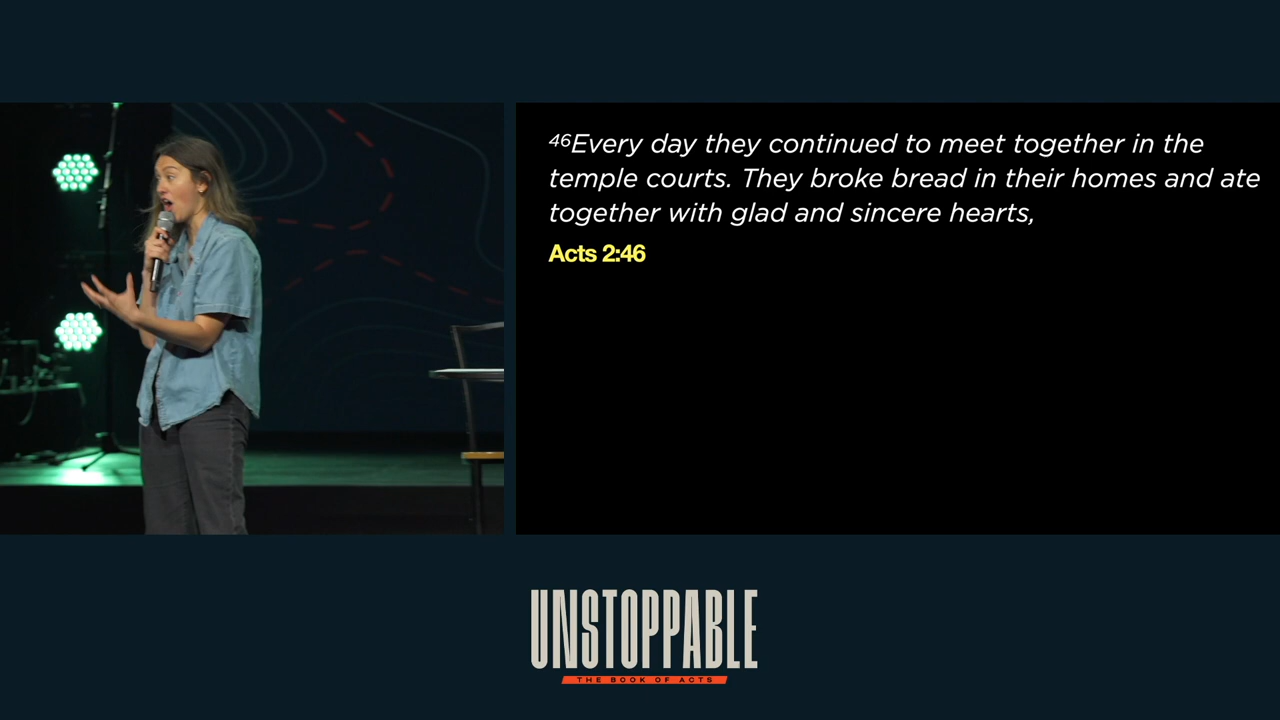 ⁴⁶Every day they continued to meet together in the
temple courts. They broke bread in their homes and ate
together with glad and sincere hearts,
Acts 2:46
UNSTOPPABLE
THE BOOK OF ACTS